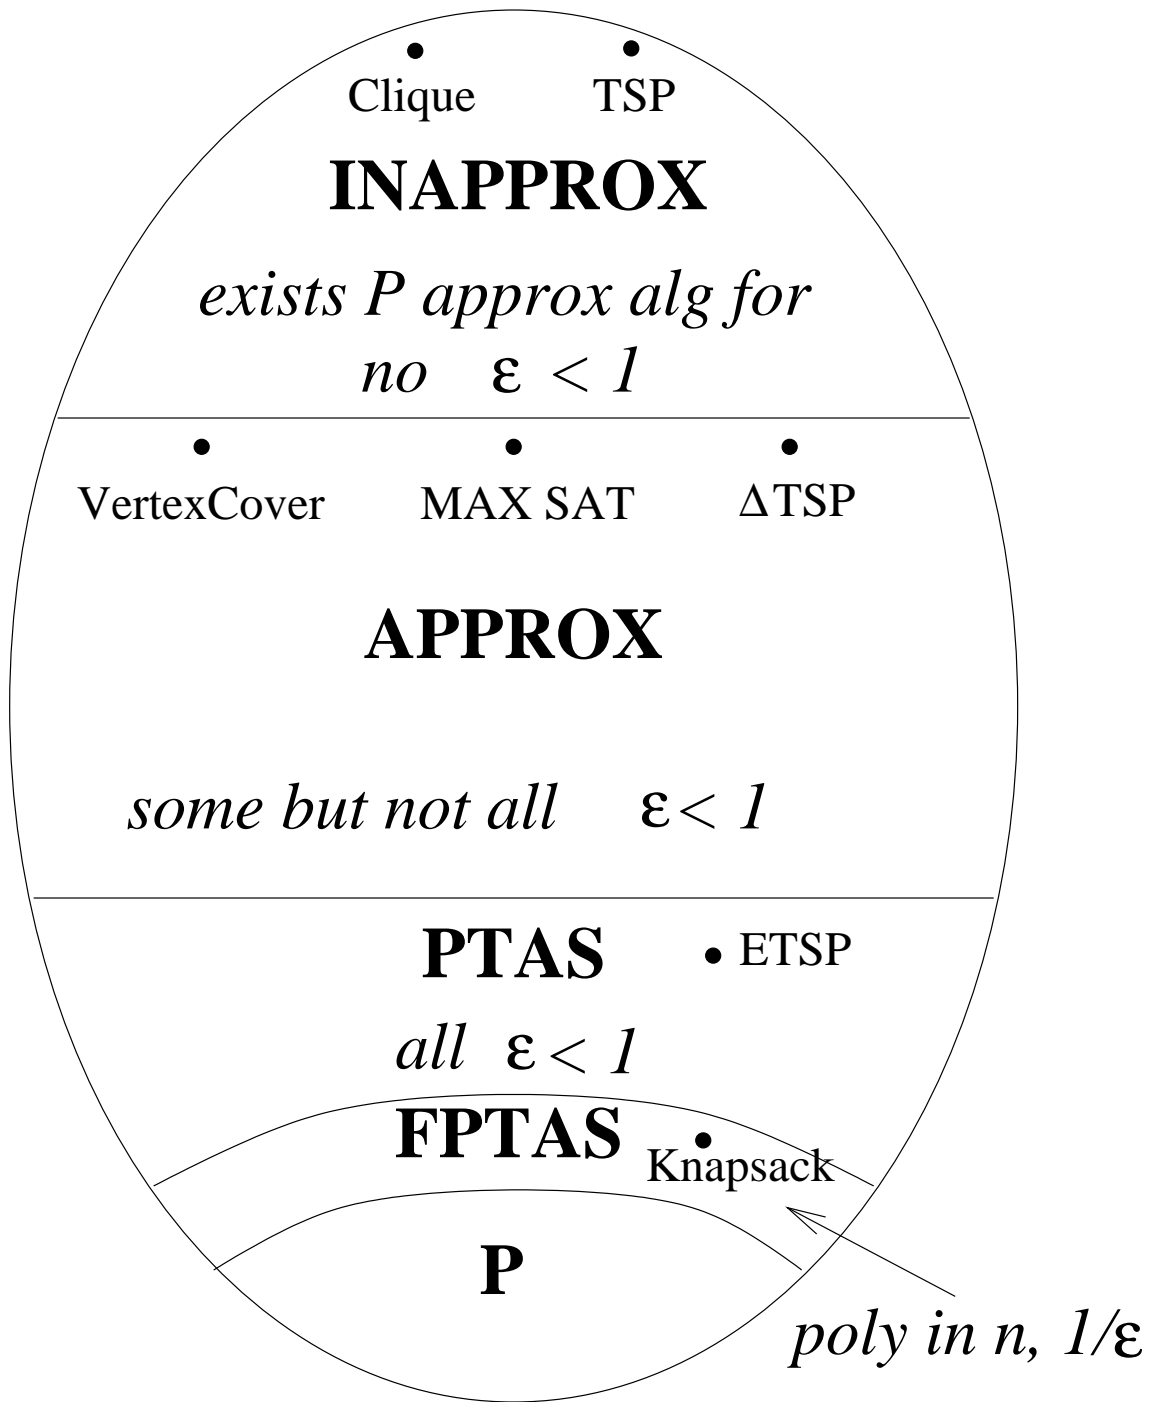 Clique TSP
INAPPROX
exists P approx alg for
no ε < 1
VertexCover MAX SAT ΔTSP
APPROX
some but not all ε < 1
PTAS ETSP
all ε < 1
FPTAS
Knapsack
P
poly in n, 1/ε